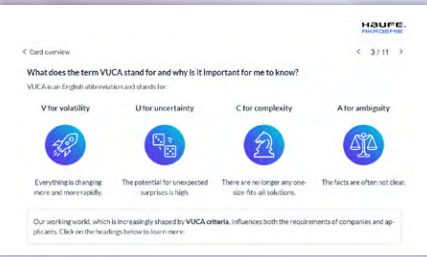 HAUFE.
AKADEMIE
< Card overview
< 3 / 11 >
What does the term VUCA stand for and why is it important for me to know?
VUCA is an English abbreviation and stands for:
V for volatility
U for uncertainty
C for complexity
A for ambiguity
Everything is changing
more and more rapidly.
The potential for unexpected
surprises is high.
There are no longer any one-
size-fits all solutions.
The facts are often not clear.
Our working world, which is increasingly shaped by VUCA criteria, influences both the requirements of companies and ap-
plicants. Click on the headings below to learn more: